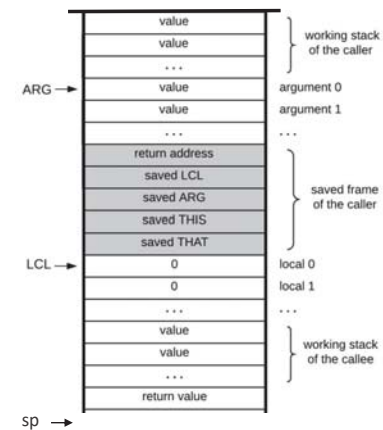 value
value
...
working stack
of the caller
ARG
value
argument 0
value
argument 1
...
...
return address
saved LCL
saved ARG
saved THIS
saved THAT
saved frame
of the caller
LCL
0
local 0
0
local 1
...
...
value
value
...
working stack
of the callee
return value
sp